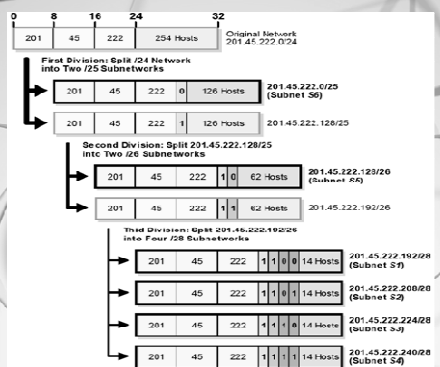 0 8 16 24 32
201 45 222 254 Hosts Original Network
201.45.222.0/24
First Division: Split /24 Network
into Two /25 Subnetworks
201 45 222 0 126 Hosts 201.45.222.0/25
(Subnet S6)
201 45 222 1 126 Hosts 201.45.222.128/25
Second Division: Split 201.45.222.128/25
into Two /26 Subnetworks
201 45 222 1 0 62 Hosts 201.45.222.128/26
(Subnet S5)
201 45 222 1 1 62 Hosts 201.45.222.192/26
Third Division: Split 201.45.222.192/26
into Four /28 Subnetworks
201 45 222 1 1 0 0 14 Hosts 201.45.222.192/28
(Subnet S1)
201 45 222 1 1 0 1 14 Hosts 201.45.222.208/28
(Subnet S2)
201 45 222 1 1 1 0 14 Hosts 201.45.222.224/28
(Subnet S3)
201 45 222 1 1 1 1 14 Hosts 201.45.222.240/28
(Subnet S4)